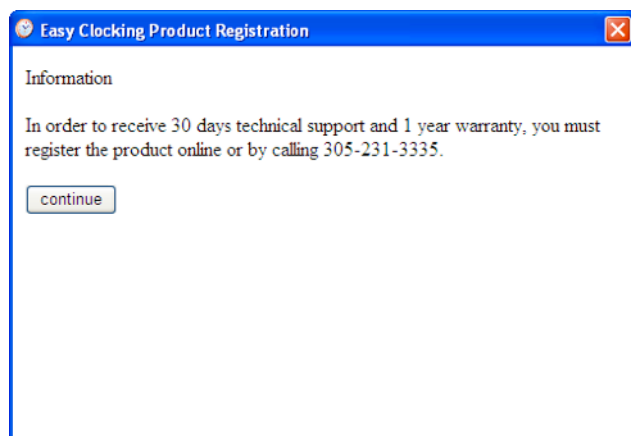 Easy Clocking Product Registration
Information
In order to receive 30 days technical support and 1 year warranty, you must
register the product online or by calling 305-231-3335.
continue